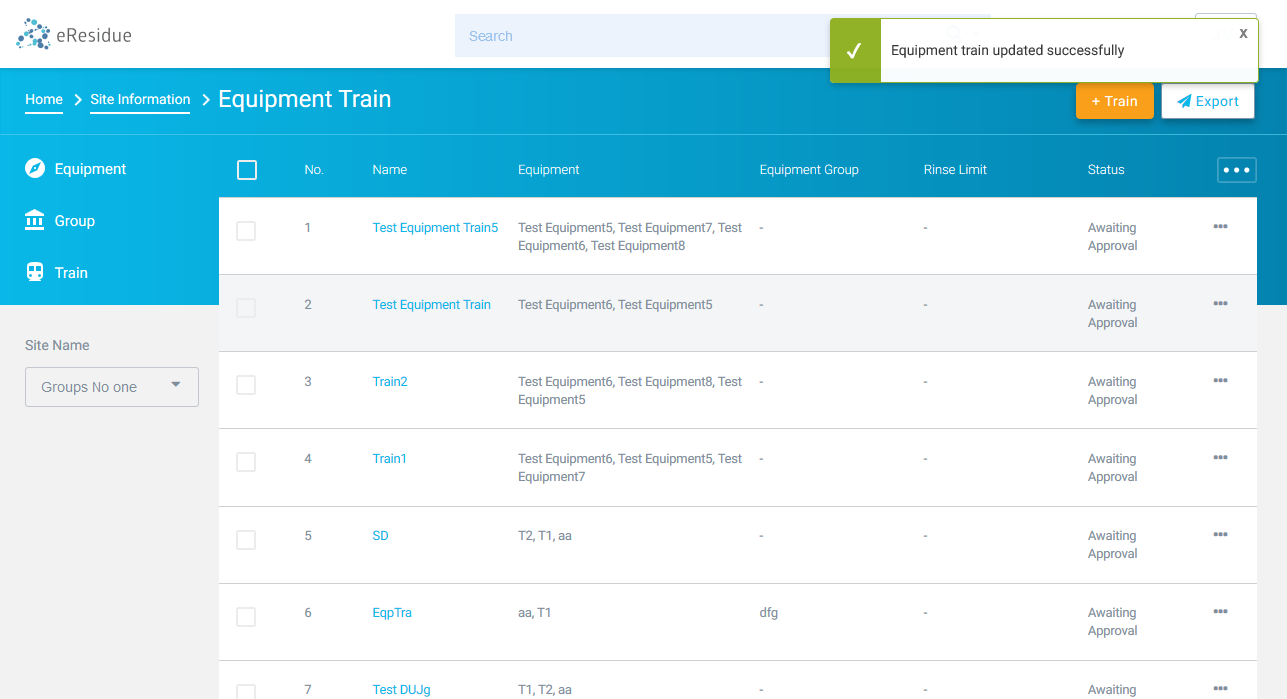 eResidue
Search
Equipment train updated successfully
x
Home
Site Information
Equipment Train
+ Train
Export
Equipment
Group
Train
Site Name
Groups No one
No.
Name
Equipment
Equipment Group
Rinse Limit
Status
1
Test Equipment Train5
Test Equipment5, Test Equipment7, Test
Equipment6, Test Equipment8
-
-
Awaiting
Approval
2
Test Equipment Train
Test Equipment6, Test Equipment5
-
-
Awaiting
Approval
3
Train2
Test Equipment6, Test Equipment8, Test
Equipment5
-
-
Awaiting
Approval
4
Train1
Test Equipment6, Test Equipment5, Test
Equipment7
-
-
Awaiting
Approval
5
SD
T2, T1, aa
-
-
Awaiting
Approval
6
EqpTra
aa, T1
dfg
-
Awaiting
Approval
7
Test DUJg
T1, T2, aa
-
-
Awaiting